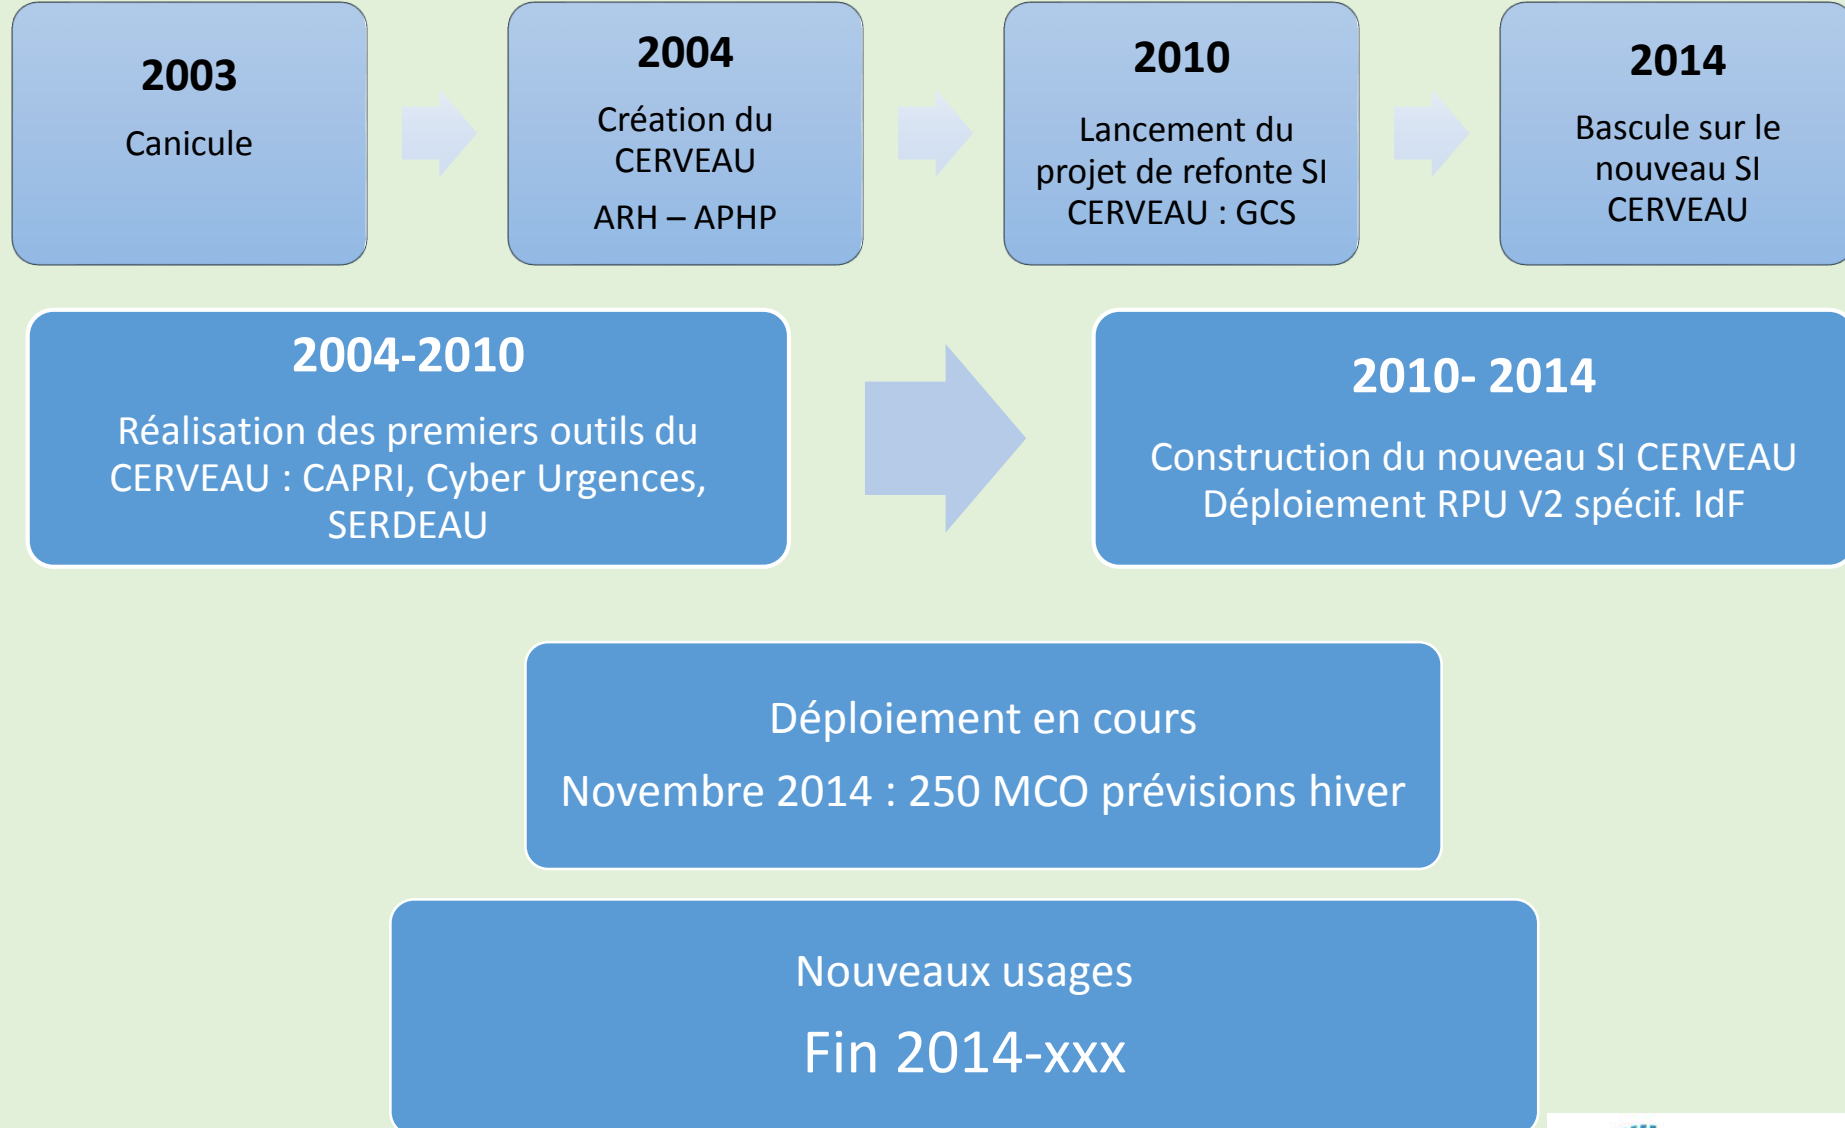 2003
Canicule
2004
Création du
CERVEAU
ARH – APHP
2010
Lancement du
projet de refonte SI
CERVEAU : GCS
2014
Bascule sur le
nouveau SI
CERVEAU
2004-2010
Réalisation des premiers outils du
CERVEAU : CAPRI, Cyber Urgences,
SERDEAU
2010- 2014
Construction du nouveau SI CERVEAU
Déploiement RPU V2 spécif. IdF
Déploiement en cours
Novembre 2014 : 250 MCO prévisions hiver
Nouveaux usages
Fin 2014-xxx